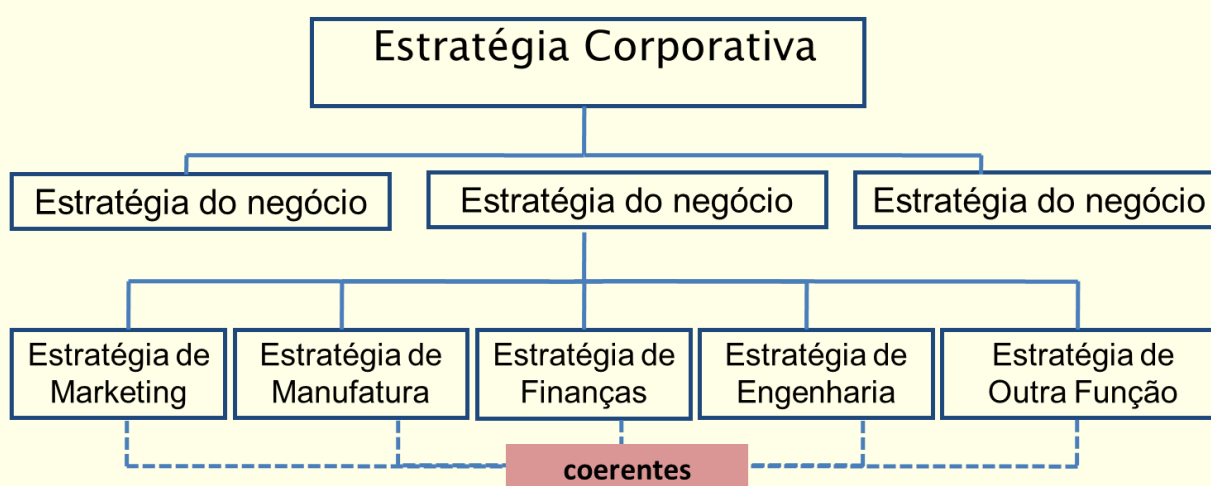 Estratégia Corporativa
Estratégia do negócio
Estratégia do negócio
Estratégia do negócio
Estratégia de
Marketing
Estratégia de
Manufatura
Estratégia de
Finanças
Estratégia de
Engenharia
Estratégia de
Outra Função
coerentes